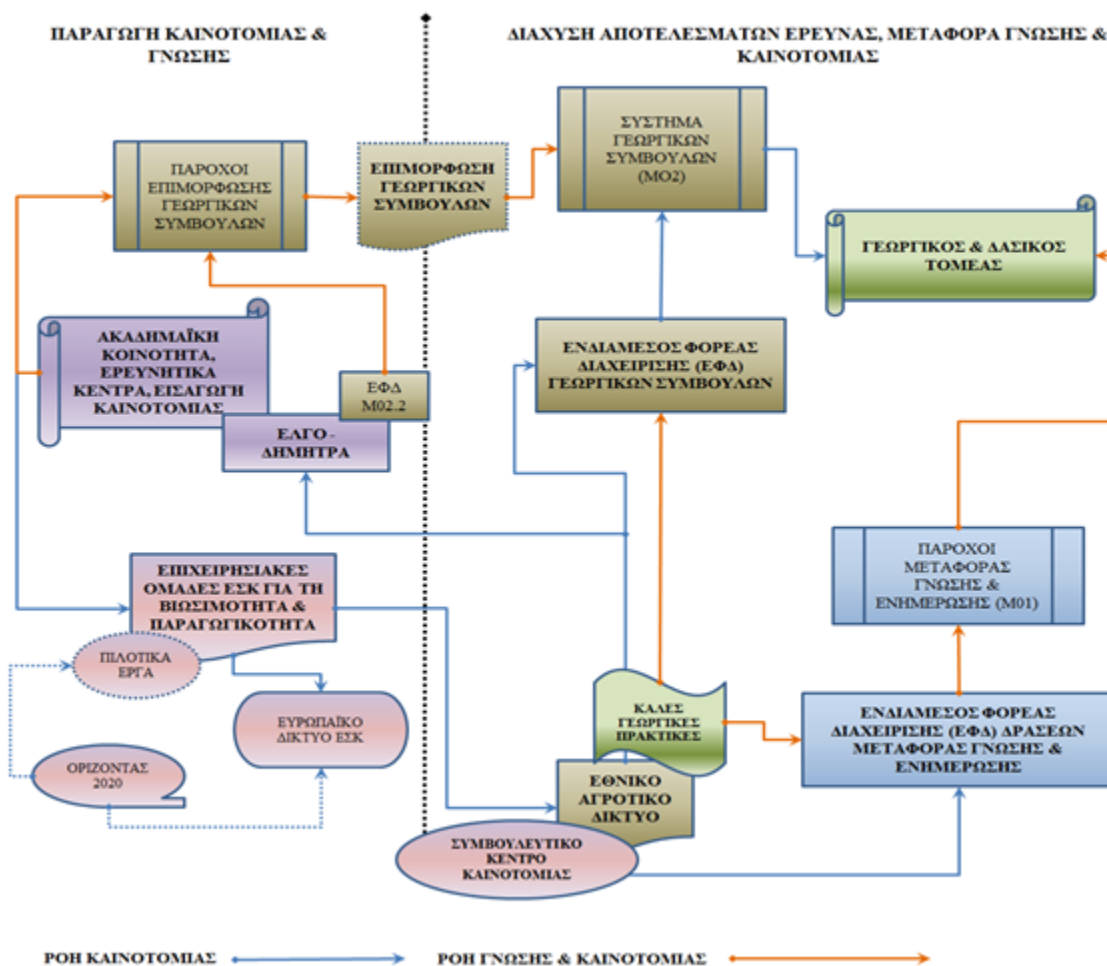 ΠΑΡΑΓΩΓΗ ΚΑΙΝΟΤΟΜΙΑΣ &
ΓΝΩΣΗΣ
ΔΙΑΧΥΣΗ ΑΠΟΤΕΛΕΣΜΑΤΩΝ ΕΡΕΥΝΑΣ, ΜΕΤΑΦΟΡΑ ΓΝΩΣΗΣ &
ΚΑΙΝΟΤΟΜΙΑΣ
ΠΑΡΟΧΟΙ
ΕΠΙΜΟΡΦΩΣΗΣ
ΓΕΩΡΓΙΚΩΝ
ΣΥΜΒΟΥΛΩΝ
ΕΠΙΜΟΡΦΩΣΗ
ΓΕΩΡΓΙΚΩΝ
ΣΥΜΒΟΥΛΩΝ
ΣΥΣΤΗΜΑ
ΓΕΩΡΓΙΚΩΝ
ΣΥΜΒΟΥΛΩΝ
(ΜΟ2)
ΓΕΩΡΓΙΚΟΣ & ΔΑΣΙΚΟΣ
ΤΟΜΕΑΣ
ΑΚΑΔΗΜΑΪΚΗ
ΚΟΙΝΟΤΗΤΑ,
ΕΡΕΥΝΗΤΙΚΑ
ΚΕΝΤΡΑ, ΕΙΣΑΓΩΓΗ
ΚΑΙΝΟΤΟΜΙΑΣ
ΕΦΔ
Μ02.2
ΕΛΓΟ -
ΔΗΜΗΤΡΑ
ΕΝΔΙΑΜΕΣΟΣ ΦΟΡΕΑΣ
ΔΙΑΧΕΙΡΙΣΗΣ (ΕΦΔ)
ΓΕΩΡΓΙΚΩΝ ΣΥΜΒΟΥΛΩΝ
ΠΑΡΟΧΟΙ
ΜΕΤΑΦΟΡΑΣ
ΓΝΩΣΗΣ &
ΕΝΗΜΕΡΩΣΗΣ (Μ01)
ΕΠΙΧΕΙΡΗΣΙΑΚΕΣ
ΟΜΑΔΕΣ ΕΣΚ ΓΙΑ ΤΗ
ΒΙΩΣΙΜΟΤΗΤΑ &
ΠΑΡΑΓΩΓΙΚΟΤΗΤΑ
ΠΙΛΟΤΙΚΑ
ΕΡΓΑ
ΕΥΡΩΠΑΪΚΟ
ΔΙΚΤΥΟ ΕΣΚ
ΟΡΙΖΟΝΤΑΣ
2020
ΚΑΛΕΣ
ΓΕΩΡΓΙΚΕΣ
ΠΡΑΚΤΙΚΕΣ
ΕΝΔΙΑΜΕΣΟΣ ΦΟΡΕΑΣ
ΔΙΑΧΕΙΡΙΣΗΣ (ΕΦΔ) ΔΡΑΣΕΩΝ
ΜΕΤΑΦΟΡΑΣ ΓΝΩΣΗΣ &
ΕΝΗΜΕΡΩΣΗΣ
ΕΘΝΙΚΟ
ΑΓΡΟΤΙΚΟ
ΔΙΚΤΥΟ
ΣΥΜΒΟΥΛΕΥΤΙΚΟ
ΚΕΝΤΡΟ
ΚΑΙΝΟΤΟΜΙΑΣ
ΡΟΗ ΚΑΙΝΟΤΟΜΙΑΣ
ΡΟΗ ΓΝΩΣΗΣ & ΚΑΙΝΟΤΟΜΙΑΣ